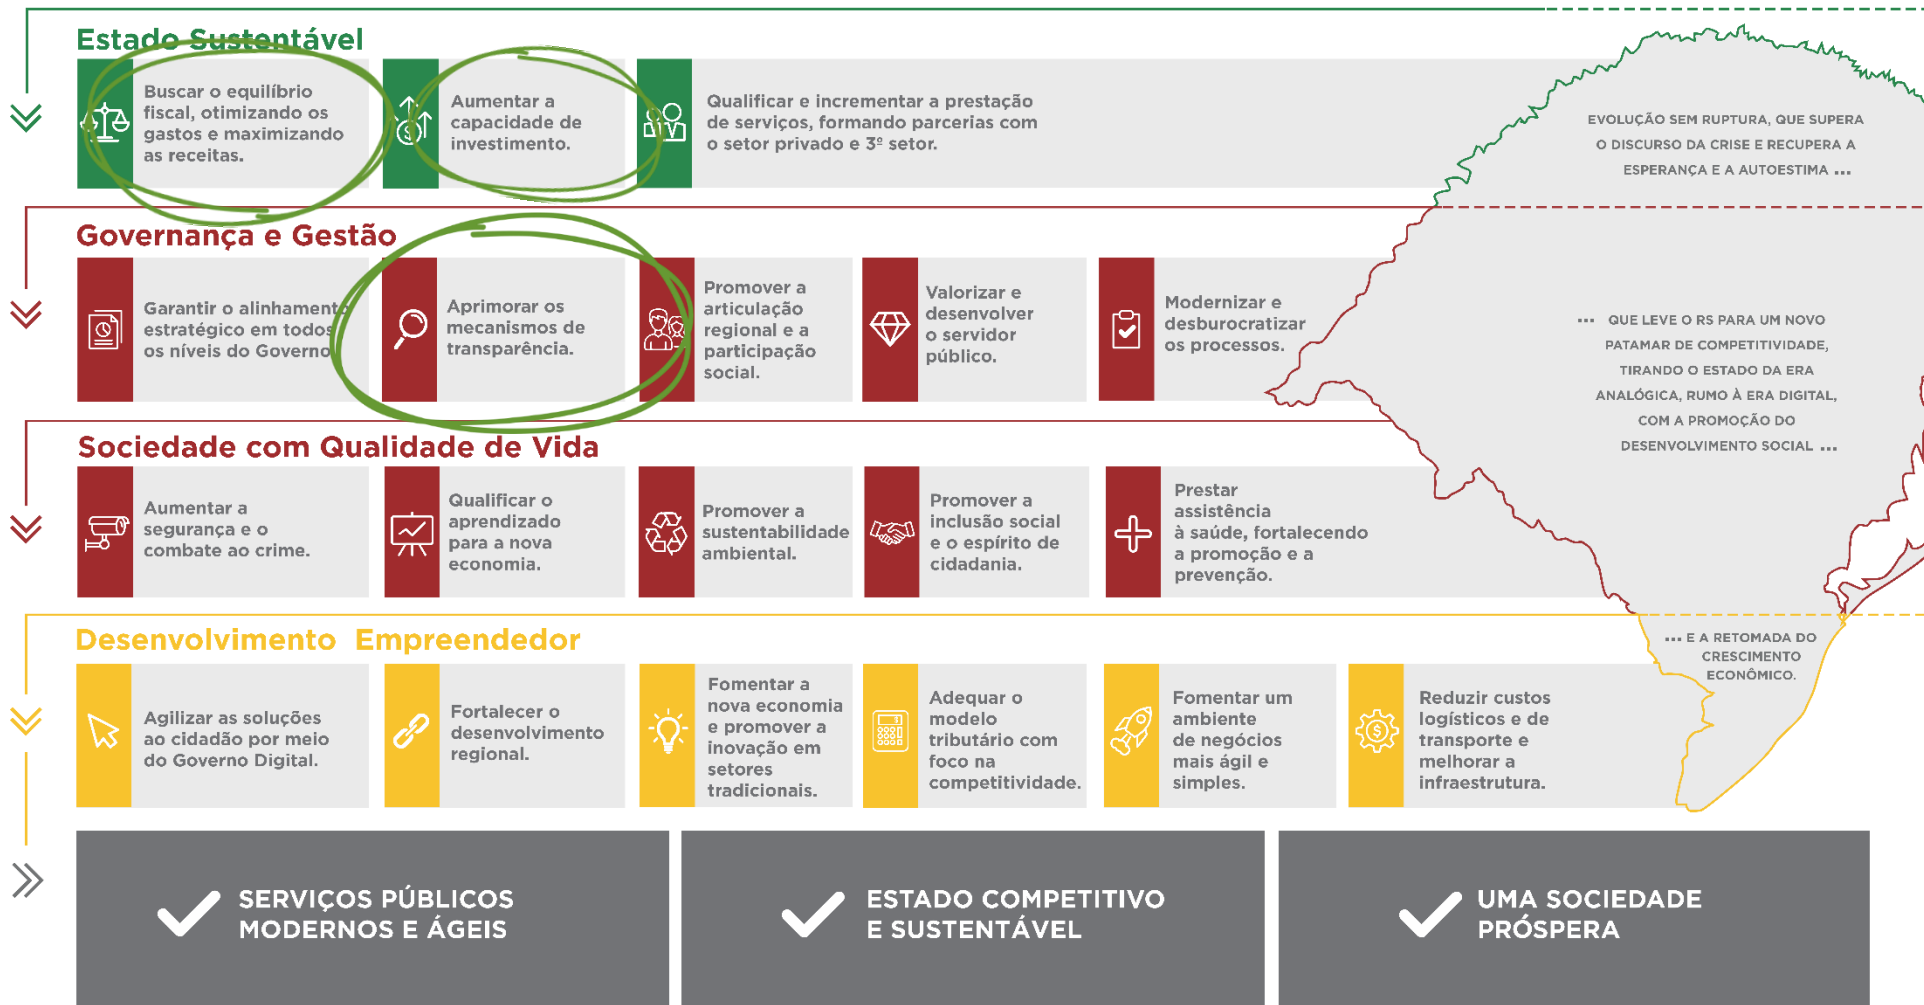 Estado Sustentável
Buscar o equilíbrio
fiscal, otimizando os
gastos e maximizando
as receitas.
Aumentar a
capacidade de
investimento.
Qualificar e incrementar a prestação
de serviços, formando parcerias com
o setor privado e 3º setor.
EVOLUÇÃO SEM RUPTURA, QUE SUPERA
O DISCURSO DA CRISE E RECUPERA A
ESPERANÇA E A AUTOESTIMA ...
Governança e Gestão
Garantir o alinhamento
estratégico em todos
os níveis do Governo
Aprimorar os
mecanismos de
transparência.
Promover a
articulação
regional e a
participação
social.
Valorizar e
desenvolver
o servidor
público.
Modernizar e
desburocratizar
os processos.
... QUE LEVE O RS PARA UM NOVO
PATAMAR DE COMPETITIVIDADE,
TIRANDO O ESTADO DA ERA
ANALÓGICA, RUMO À ERA DIGITAL,
COM A PROMOÇÃO DO
DESENVOLVIMENTO SOCIAL ...
Sociedade com Qualidade de Vida
Aumentar a
segurança e o
combate ao crime.
Qualificar o
aprendizado
para a nova
economia.
Promover a
sustentabilidade
ambiental.
Promover a
inclusão social
e o espírito de
cidadania.
Prestar
assistência
à saúde, fortalecendo
a promoção e a
prevenção.
Desenvolvimento Empreendedor
Agilizar as soluções
ao cidadão por meio
do Governo Digital.
Fortalecer o
desenvolvimento
regional.
Fomentar a
nova economia
e promover a
inovação em
setores
tradicionais.
Adequar o
modelo
tributário com
foco na
competitividade.
Fomentar um
ambiente
de negócios
mais ágil e
simples.
Reduzir custos
logísticos e de
transporte e
melhorar a
infraestrutura.
... E A RETOMADA DO
CRESCIMENTO
ECONÔMICO.
SERVIÇOS PÚBLICOS
MODERNOS E ÁGEIS
ESTADO COMPETITIVO
E SUSTENTÁVEL
UMA SOCIEDADE
PRÓSPERA